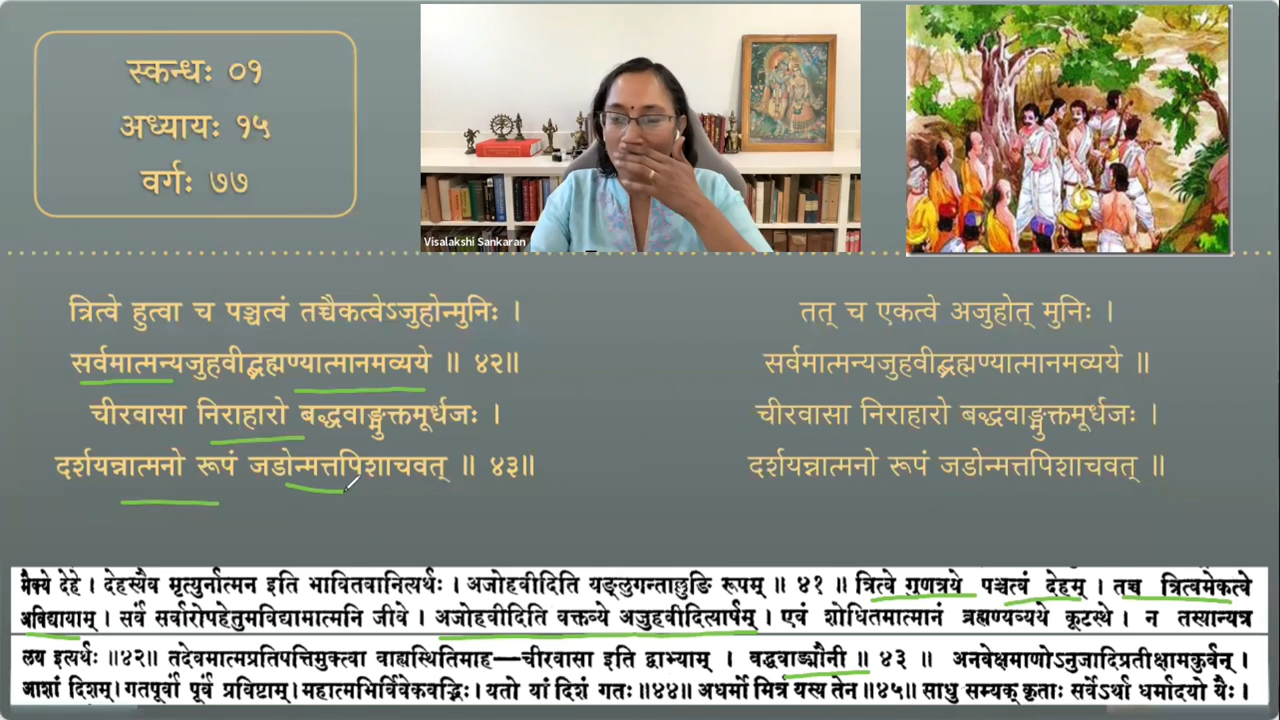 स्कन्धः ०१
अध्यायः १५
वर्गः ७७
Visalakshi Sankaran
त्रित्वे हुत्वा च पञ्चत्वं तच्चैकत्वेऽजुहोन्मुनिः ।
सर्वमात्मन्यजुहवीद्ब्रह्मण्यात्मानमव्यये ॥ ४२॥
चीरवासा निराहारो बद्धवाङ्मुक्तमूर्धजः ।
दर्शयन्नात्मनो रूपं जडोन्मत्तपिशाचवत् ॥ ४३॥
तत् च एकत्वे अजुहोत् मुनिः ।
सर्वमात्मन्यजुहवीद्ब्रह्मण्यात्मानमव्यये ॥
चीरवासा निराहारो बद्धवाङ्मुक्तमूर्धजः ।
दर्शयन्नात्मनो रूपं जडोन्मत्तपिशाचवत् ॥
मैक्ये देहे । देहस्यैव मृत्युर्नात्मन इति भावितवानित्यर्थः । अजोहवीदिति यङ्लुगन्ताल्लुङि रूपम् ॥ ४१ ॥ त्रित्वे गुणत्रये पञ्चत्वं देहम् । तच्च त्रित्वमेकत्वे
अविद्यायाम् । सर्वं सर्वारोपहेतुमविद्यामात्मनि जीवे । अजोहवीदिति वक्तव्ये अजुहवीदित्यार्षम् । एवं शोधितमात्मानं ब्रह्मण्यव्यये कूटस्थे । न तस्यान्यत्र
लय इत्यर्थः ॥४२॥ तदेवमात्मप्रतिपत्तिमुक्त्वा बाह्यस्थितिमाह—चीरवासा इति द्वाभ्याम् । बद्धवाङ्मौनी ॥ ४३ ॥ अनवेक्षमाणोऽनुजादिप्रतीक्षामकुर्वन् ।
आशां दिशम् । गतपूर्वां पूर्वं प्रविष्टाम् । महात्मभिर्विवेकवद्भिः । यतो यां दिशं गतः ॥४४॥ अधर्मो मित्रं यस्य तेन ॥४५॥ साधु सम्यक् कृताः सर्वेऽर्था धर्मादयो यैः ।